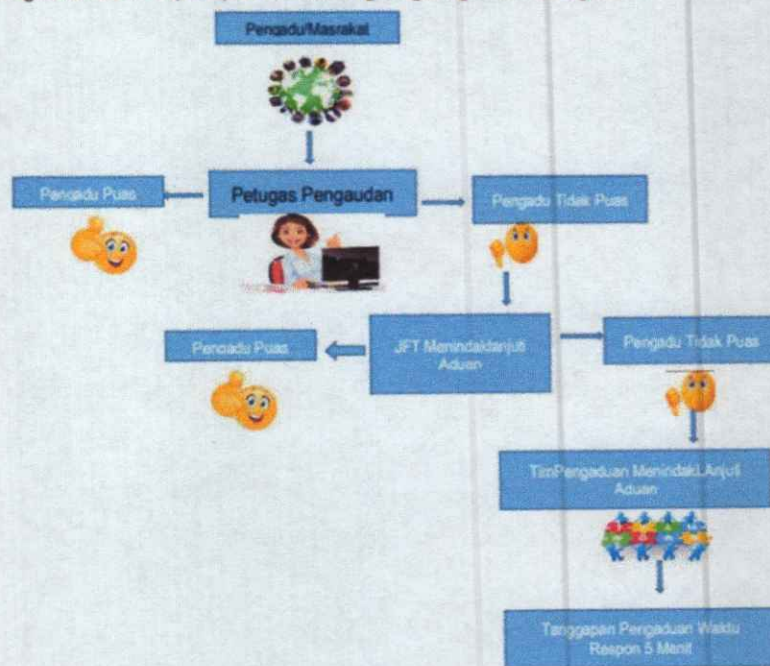 Pengadu/Masrakat
Pengadu Puas
Petugas Pengaudan
Pengadu Tidak Puas
Pengadu Puas
JFT Menindaklanjuti
Aduan
Pengadu Tidak Puas
TimPengaduan MenindakLAnjuti
Aduan
Tanggapan Pengaduan Waktu
Respon 5 Menit